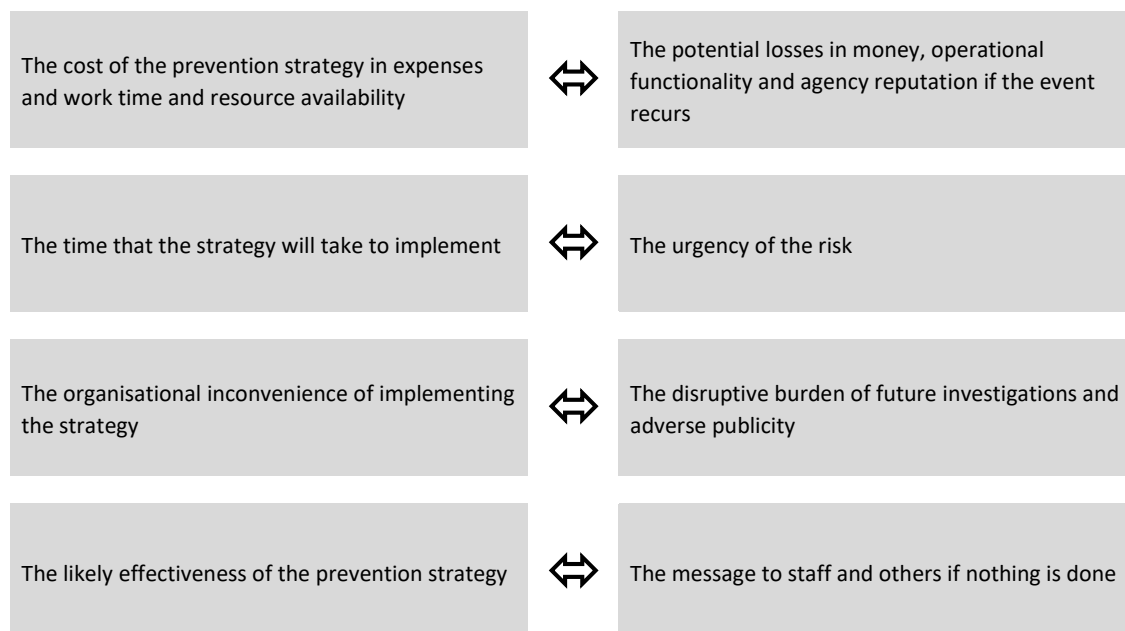 The cost of the prevention strategy in expenses
and work time and resource availability
The potential losses in money, operational
functionality and agency reputation if the event
recurs
The time that the strategy will take to implement
The urgency of the risk
The organisational inconvenience of implementing
the strategy
The disruptive burden of future investigations and
adverse publicity
The likely effectiveness of the prevention strategy
The message to staff and others if nothing is done